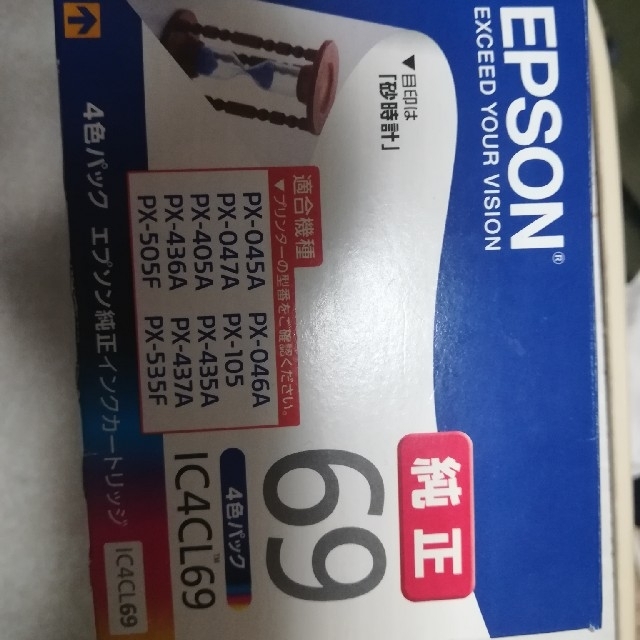 EPSON®
EXCEED YOUR VISION
▼目印は
「砂時計」
純正
69
4色パック
IC4CL69™
適合機種
▼プリンターの型番をご確認ください。
PX-045A PX-046A
PX-047A PX-105
PX-405A PX-435A
PX-436A PX-437A
PX-505F PX-535F
4色パック エプソン純正インクカートリッジ IC4CL69